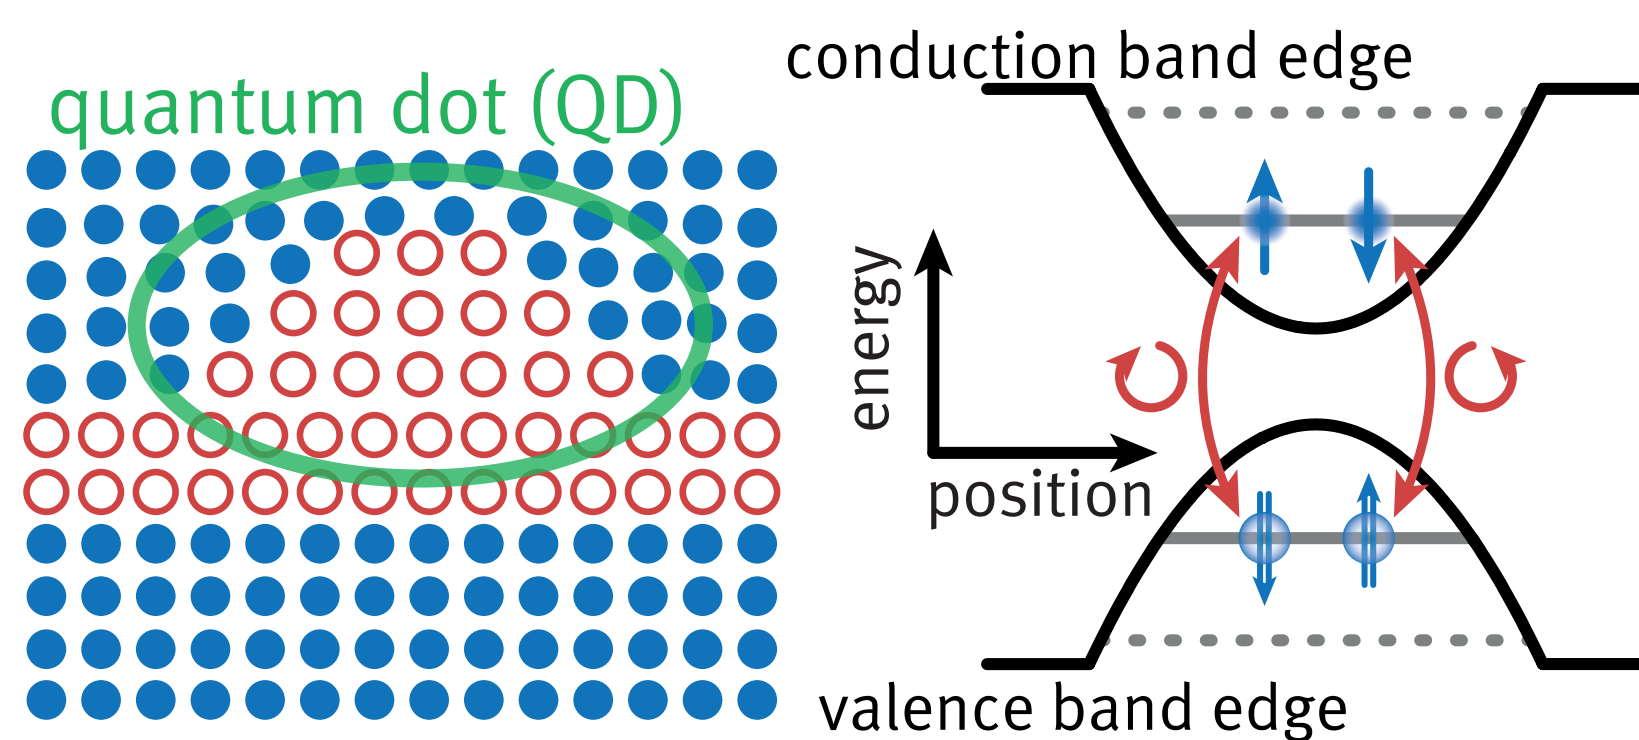 quantum dot (QD)
conduction band edge
energy
position
valence band edge